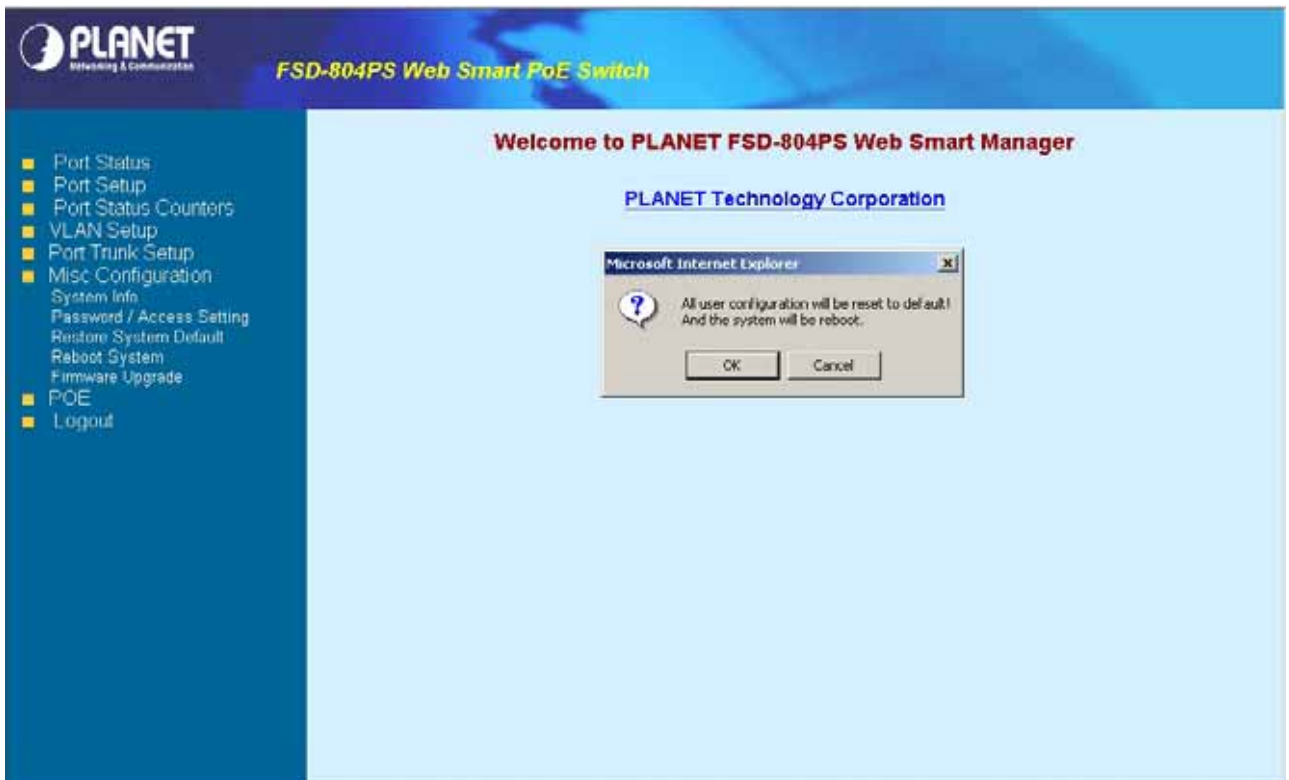 PLANET
Networking & Communication
FSD-804PS Web Smart PoE Switch
Port Status
Port Setup
Port Status Counters
VLAN Setup
Port Trunk Setup
Misc Configuration
System Info
Password / Access Setting
Restore System Default
Reboot System
Firmware Upgrade
POE
Logout
Welcome to PLANET FSD-804PS Web Smart Manager
PLANET Technology Corporation
Microsoft Internet Explorer
All user configuration will be reset to default!
And the system will be reboot.
OK
Cancel